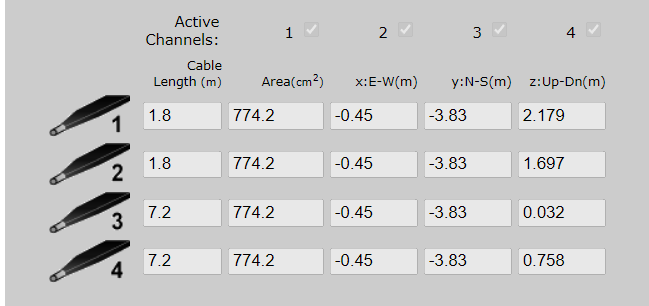 Active Channels: 1 2 3 4
Cable Length (m) Area(cm²) x:E-W(m) y:N-S(m) z:Up-Dn(m)
1 1.8 774.2 -0.45 -3.83 2.179
2 1.8 774.2 -0.45 -3.83 1.697
3 7.2 774.2 -0.45 -3.83 0.032
4 7.2 774.2 -0.45 -3.83 0.758